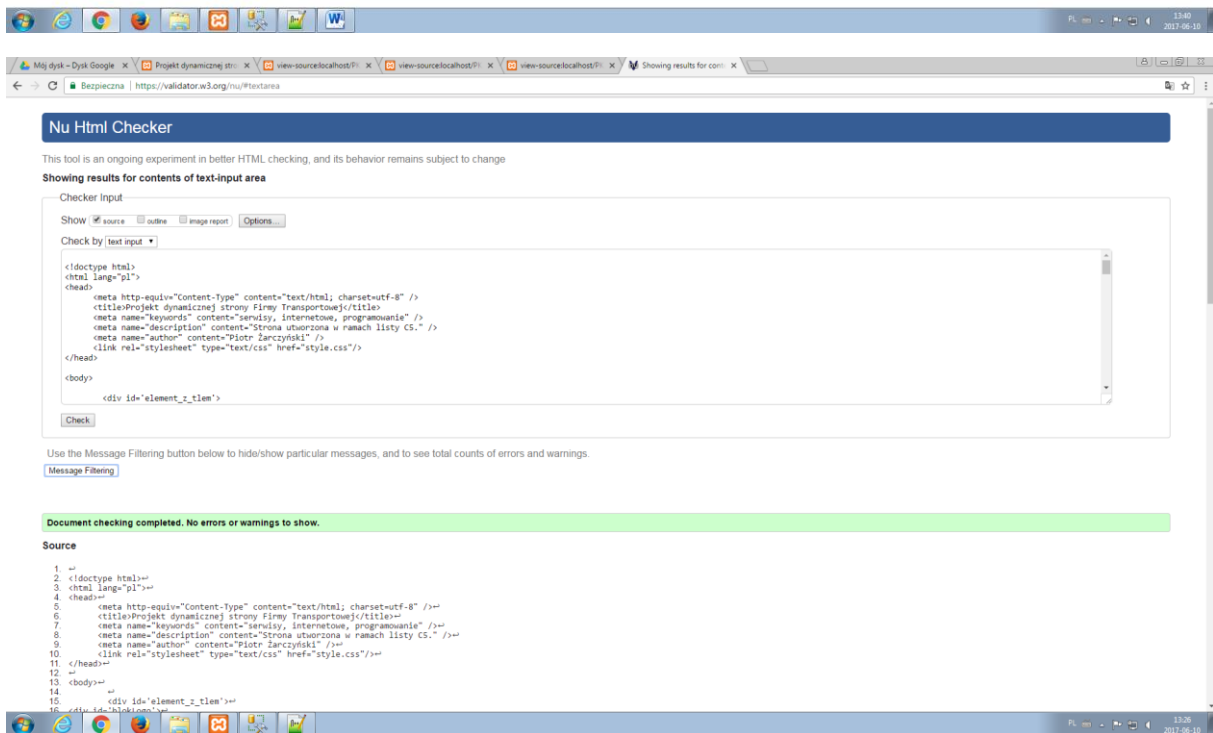 PL 13:40
2017-06-10
Mój dysk – Dysk Google Projekt dynamicznej stro view-source:localhost/P view-source:localhost/P view-source:localhost/P Showing results for cont
Bezpieczna | https://validator.w3.org/nu/#textarea
Nu Html Checker
This tool is an ongoing experiment in better HTML checking, and its behavior remains subject to change
Showing results for contents of text-input area
Checker Input
Show source outline image report Options...
Check by text input
<!doctype html>
<html lang="pl">
<head>
<meta http-equiv="Content-Type" content="text/html; charset=utf-8" />
<title>Projekt dynamicznej strony Firmy Transportowej</title>
<meta name="keywords" content="serwisy, internetowe, programowanie" />
<meta name="description" content="Strona utworzona w ramach listy C5." />
<meta name="author" content="Piotr Żarczyński" />
<link rel="stylesheet" type="text/css" href="style.css"/>
</head>
<body>
<div id='element_z_tlem'>
Check
Use the Message Filtering button below to hide/show particular messages, and to see total counts of errors and warnings.
Message Filtering
Document checking completed. No errors or warnings to show.
Source
1. ↩
2. <!doctype html>↩
3. <html lang="pl">↩
4. <head>↩
5. <meta http-equiv="Content-Type" content="text/html; charset=utf-8" />↩
6. <title>Projekt dynamicznej strony Firmy Transportowej</title>↩
7. <meta name="keywords" content="serwisy, internetowe, programowanie" />↩
8. <meta name="description" content="Strona utworzona w ramach listy C5." />↩
9. <meta name="author" content="Piotr Żarczyński" />↩
10. <link rel="stylesheet" type="text/css" href="style.css"/>↩
11. </head>↩
12. ↩
13. <body>↩
14. ↩
15. <div id='element_z_tlem'>↩
16. <div id='blokLogo'>↩
PL 13:26
2017-06-10